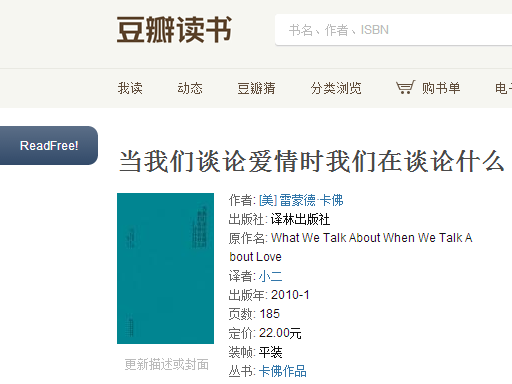 豆瓣读书
书名、作者、ISBN
我读 动态 豆瓣猜 分类浏览 购书单 电子
ReadFree!
当我们谈论爱情时我们在谈论什么
作者: [美] 雷蒙德·卡佛
出版社: 译林出版社
原作名: What We Talk About When We Talk A
bout Love
译者: 小二
出版年: 2010-1
页数: 185
定价: 22.00元
装帧: 平装
丛书: 卡佛作品
更新描述或封面